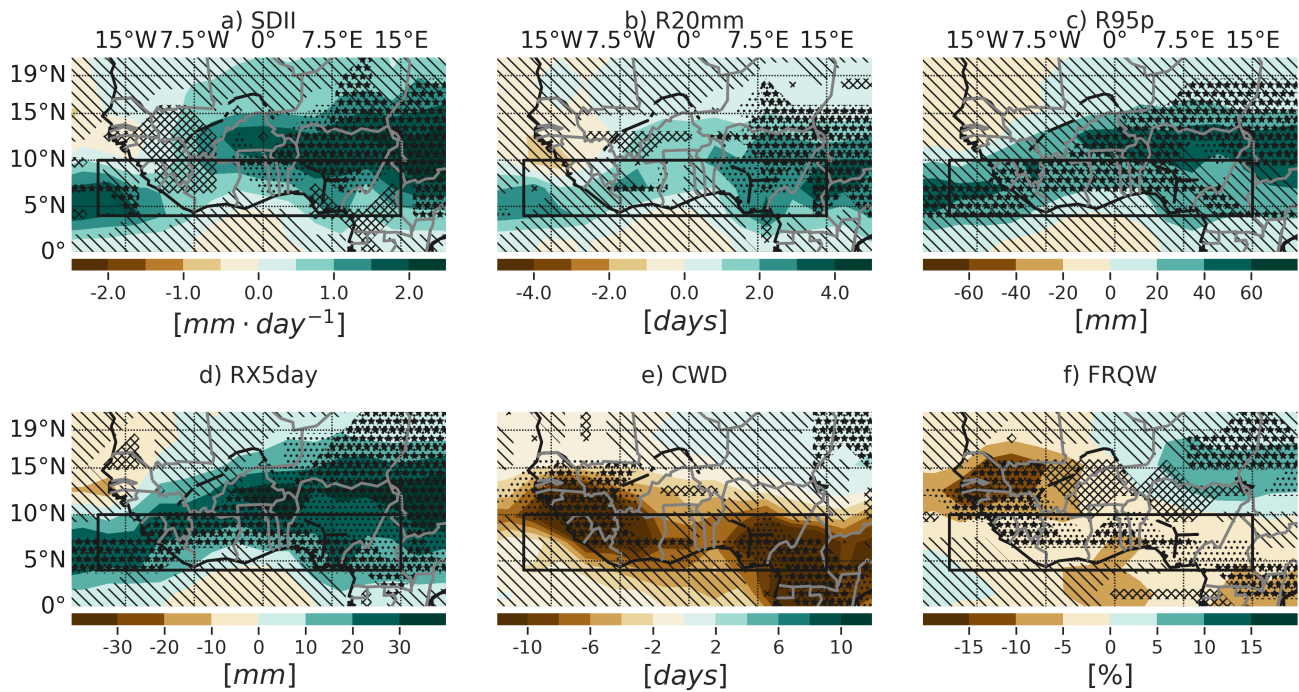 a) SDII b) R20mm c) R95p
15°W 7.5°W 0° 7.5°E 15°E 15°W 7.5°W 0° 7.5°E 15°E 15°W 7.5°W 0° 7.5°E 15°E
19°N
15°N
10°N
5°N
0°
-2.0 -1.0 0.0 1.0 2.0 -4.0 -2.0 0.0 2.0 4.0 -60 -40 -20 0 20 40 60
[mm · day⁻¹] [days] [mm]
d) RX5day e) CWD f) FRQW
19°N
15°N
10°N
5°N
0°
-30 -20 -10 0 10 20 30 -10 -6 -2 2 6 10 -15 -10 -5 0 5 10 15
[mm] [days] [%]